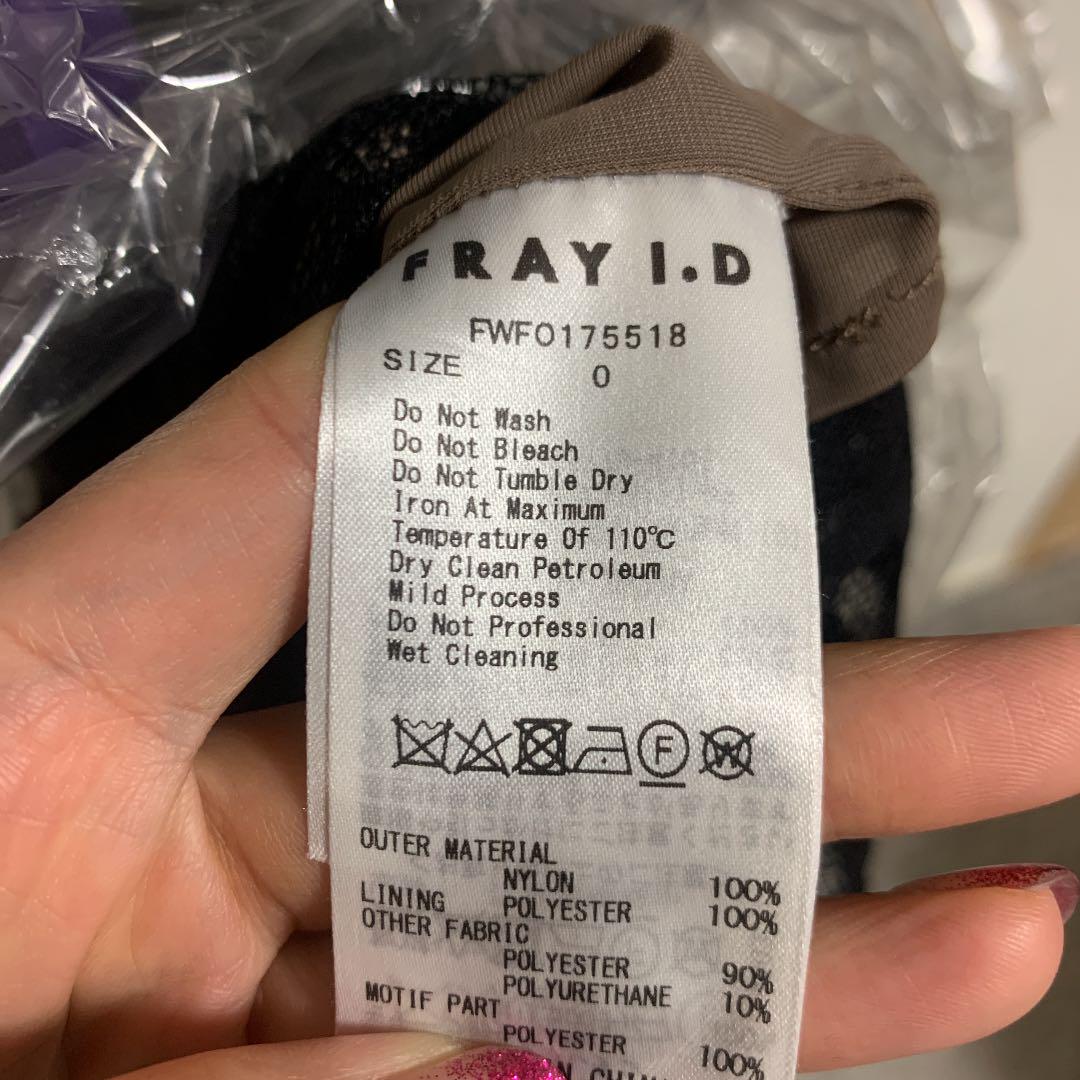 FRAY I.D
FWFO175518
SIZE 0
Do Not Wash
Do Not Bleach
Do Not Tumble Dry
Iron At Maximum
Temperature Of 110℃
Dry Clean Petroleum
Mild Process
Do Not Professional
Wet Cleaning
F W
OUTER MATERIAL
NYLON 100%
LINING POLYESTER 100%
OTHER FABRIC
POLYESTER 90%
POLYURETHANE 10%
MOTIF PART
POLYESTER 100%